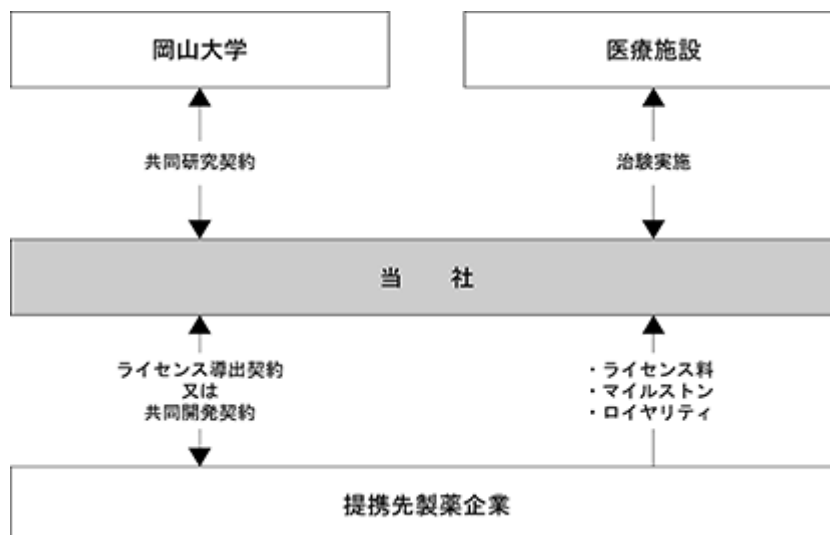 岡山大学
医療施設
共同研究契約
治験実施
当　社
ライセンス導出契約
又は
共同開発契約
・ライセンス料
・マイルストン
・ロイヤリティ
提携先製薬企業